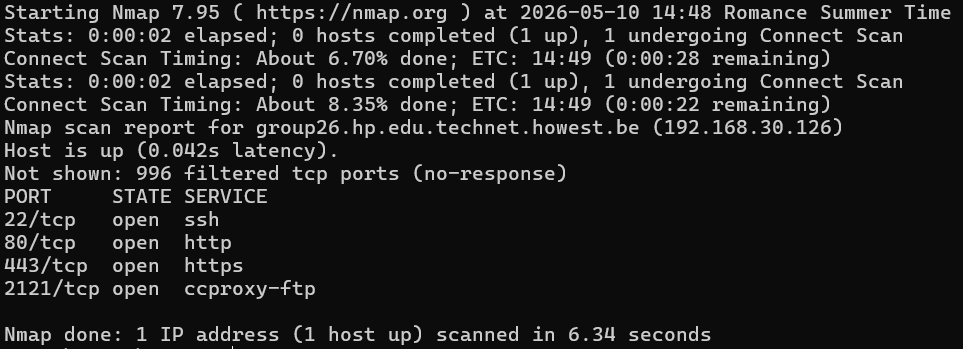 Starting Nmap 7.95 ( https://nmap.org ) at 2026-05-10 14:48 Romance Summer Time
Stats: 0:00:02 elapsed; 0 hosts completed (1 up), 1 undergoing Connect Scan
Connect Scan Timing: About 6.70% done; ETC: 14:49 (0:00:28 remaining)
Stats: 0:00:02 elapsed; 0 hosts completed (1 up), 1 undergoing Connect Scan
Connect Scan Timing: About 8.35% done; ETC: 14:49 (0:00:22 remaining)
Nmap scan report for group26.hp.edu.technet.howest.be (192.168.30.126)
Host is up (0.042s latency).
Not shown: 996 filtered tcp ports (no-response)
PORT     STATE SERVICE
22/tcp   open  ssh
80/tcp   open  http
443/tcp  open  https
2121/tcp open  ccproxy-ftp
Nmap done: 1 IP address (1 host up) scanned in 6.34 seconds